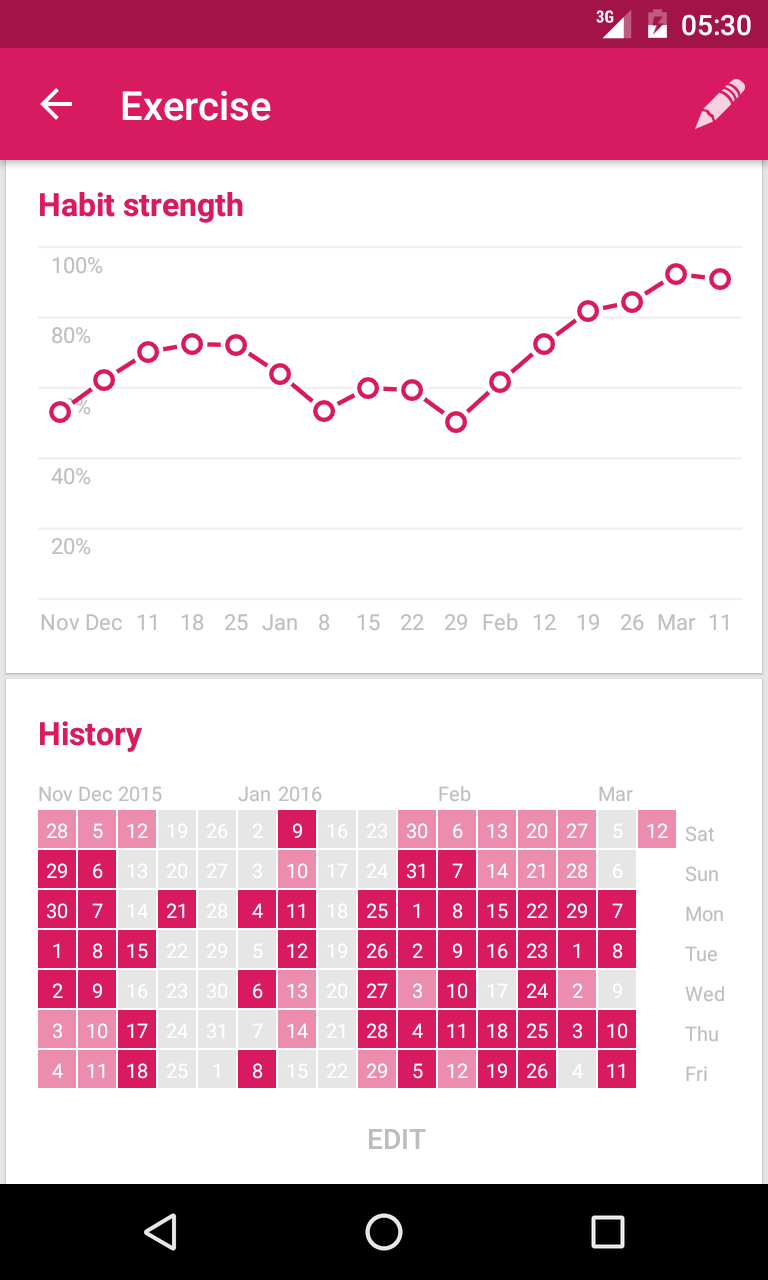 3G 05:30
Exercise
Habit strength
100%
80%
%
40%
20%
Nov Dec 11 18 25 Jan 8 15 22 29 Feb 12 19 26 Mar 11
History
Nov Dec 2015 Jan 2016 Feb Mar
28 5 12 19 26 2 9 16 23 30 6 13 20 27 5 12 Sat
29 6 13 20 27 3 10 17 24 31 7 14 21 28 6 Sun
30 7 14 21 28 4 11 18 25 1 8 15 22 29 7 Mon
1 8 15 22 29 5 12 19 26 2 9 16 23 1 8 Tue
2 9 16 23 30 6 13 20 27 3 10 17 24 2 9 Wed
3 10 17 24 31 7 14 21 28 4 11 18 25 3 10 Thu
4 11 18 25 1 8 15 22 29 5 12 19 26 4 11 Fri
EDIT